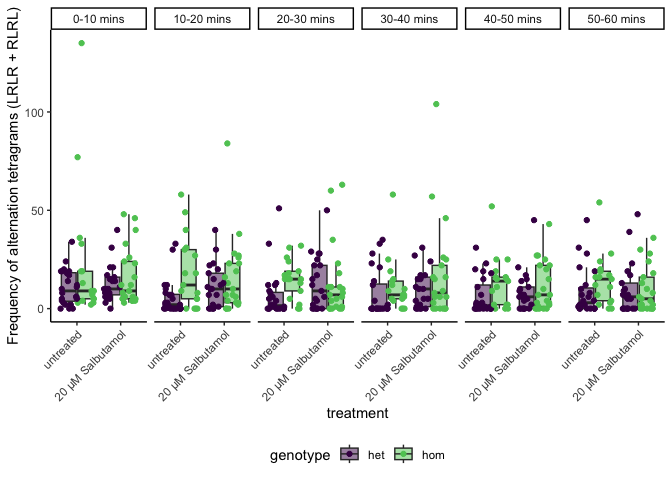 0-10 mins 10-20 mins 20-30 mins 30-40 mins 40-50 mins 50-60 mins
Frequency of alternation tetragrams (LRLR + RLRL)
100
50
0
untreated 20 µM Salbutamol untreated 20 µM Salbutamol untreated 20 µM Salbutamol untreated 20 µM Salbutamol untreated 20 µM Salbutamol untreated 20 µM Salbutamol
treatment
genotype het hom